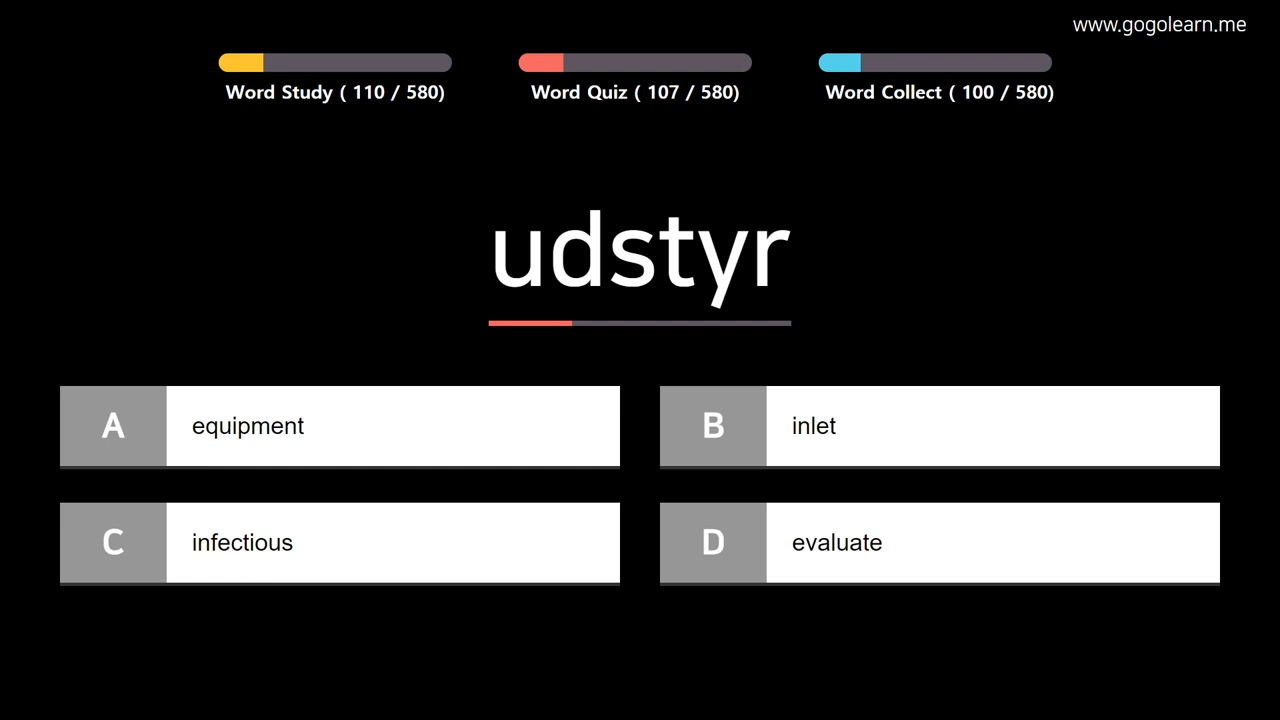 www.gogolearn.me
Word Study ( 110 / 580)
Word Quiz ( 107 / 580)
Word Collect ( 100 / 580)
udstyr
A equipment
B inlet
C infectious
D evaluate